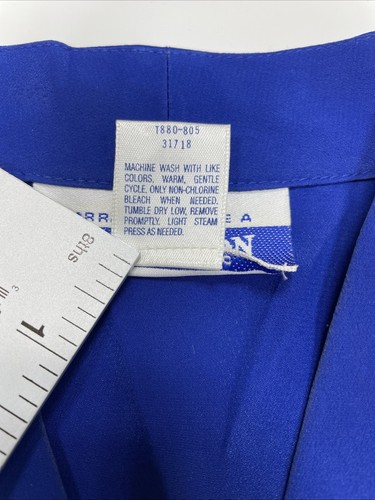 T880-805
31718
MACHINE WASH WITH LIKE
COLORS, WARM, GENTLE
CYCLE. ONLY NON-CHLORINE
BLEACH WHEN NEEDED.
TUMBLE DRY LOW, REMOVE
PROMPTLY. LIGHT STEAM
PRESS AS NEEDED.
8ths
1